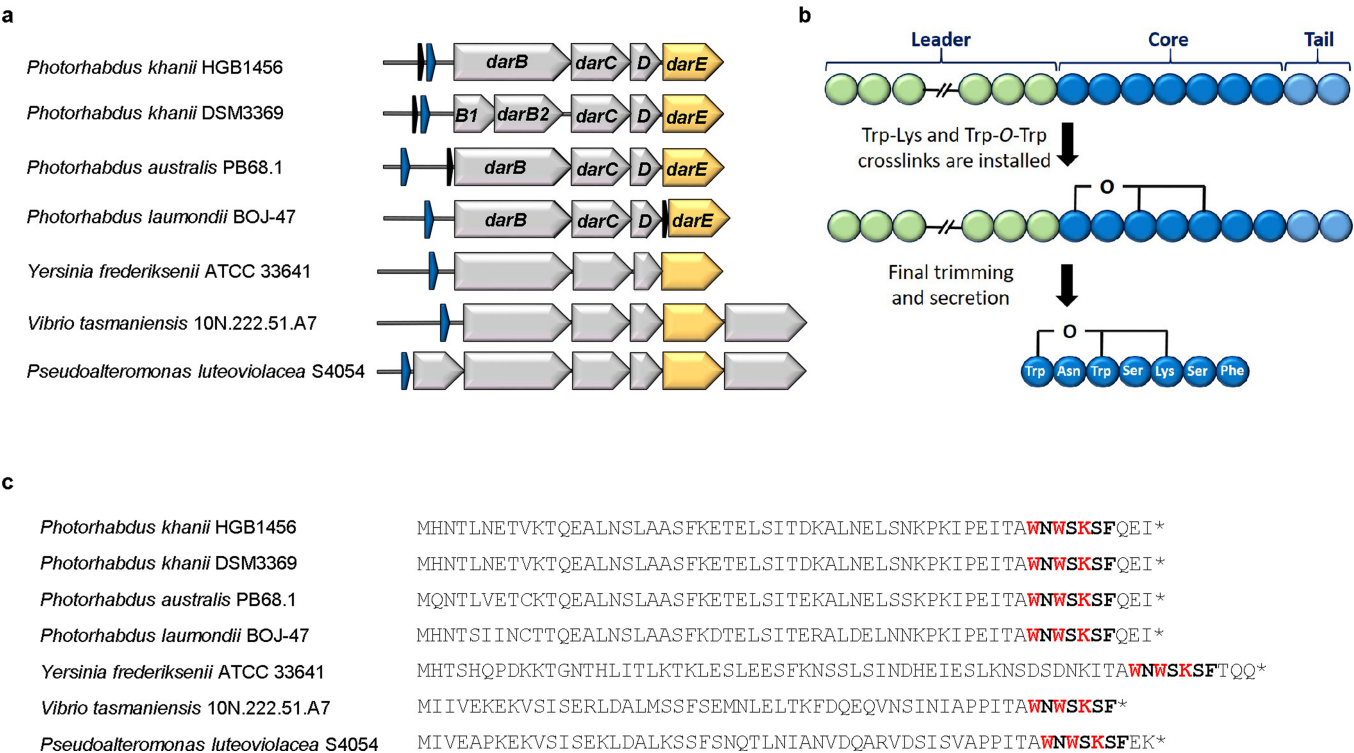 a
Photorhabdus khanii HGB1456 darB darC D darE
Photorhabdus khanii DSM3369 B1 darB2 darC D darE
Photorhabdus australis PB68.1 darB darC D darE
Photorhabdus laumondii BOJ-47 darB darC D darE
Yersinia frederiksenii ATCC 33641
Vibrio tasmaniensis 10N.222.51.A7
Pseudoalteromonas luteoviolacea S4054
b
Leader Core Tail
Trp-Lys and Trp-O-Trp
crosslinks are installed
O
Final trimming
and secretion
O
Trp Asn Trp Ser Lys Ser Phe
c
Photorhabdus khanii HGB1456 MHNTLNETVKTQEALNSLAASFKETELSITDKALNELSNKPKIPEITAWNWSKSFQEI*
Photorhabdus khanii DSM3369 MHNTLNETVKTQEALNSLAASFKETELSITDKALNELSNKPKIPEITAWNWSKSFQEI*
Photorhabdus australis PB68.1 MQNTLVETCKTQEALNSLAASFKETELSITEKALNELSSKPKIPEITAWNWSKSFQEI*
Photorhabdus laumondii BOJ-47 MHNTSIINCTTQEALNSLAASFKDTELSITERALDELNNKPKIPEITAWNWSKSFQEI*
Yersinia frederiksenii ATCC 33641 MHTSHQPDKKTGNTHLITLKTKLESLEESFKNSSLSINDHEIESLKNSDSDNKITAWNWSKSFTQQ*
Vibrio tasmaniensis 10N.222.51.A7 MIIVEKEKVSISERLDALMSSFSEMNLELTKFDQEQVNSINIAPPITAWNWSKSF*
Pseudoalteromonas luteoviolacea S4054 MIVEAPKEKVSISEKLDALKSSFSNQTLNIANVDQARVDSISVAPPITAWNWSKSFEK*